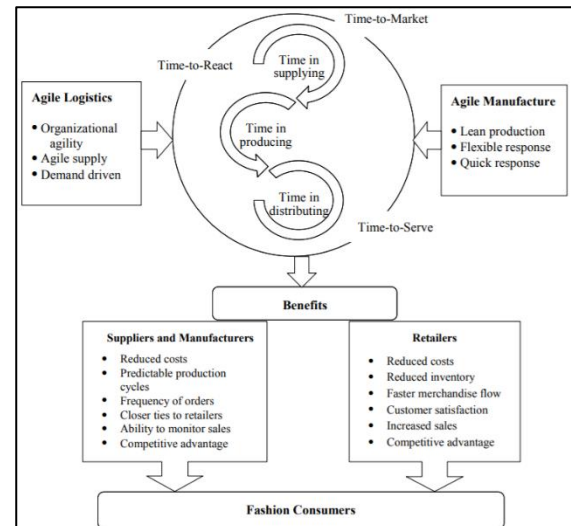 Time-to-Market
Time-to-React
Time in
supplying
Time in
producing
Time in
distributing
Time-to-Serve
Agile Logistics
• Organizational
agility
• Agile supply
• Demand driven
Agile Manufacture
• Lean production
• Flexible response
• Quick response
Benefits
Suppliers and Manufacturers
• Reduced costs
• Predictable production
cycles
• Frequency of orders
• Closer ties to retailers
• Ability to monitor sales
• Competitive advantage
Retailers
• Reduced costs
• Reduced inventory
• Faster merchandise flow
• Customer satisfaction
• Increased sales
• Competitive advantage
Fashion Consumers